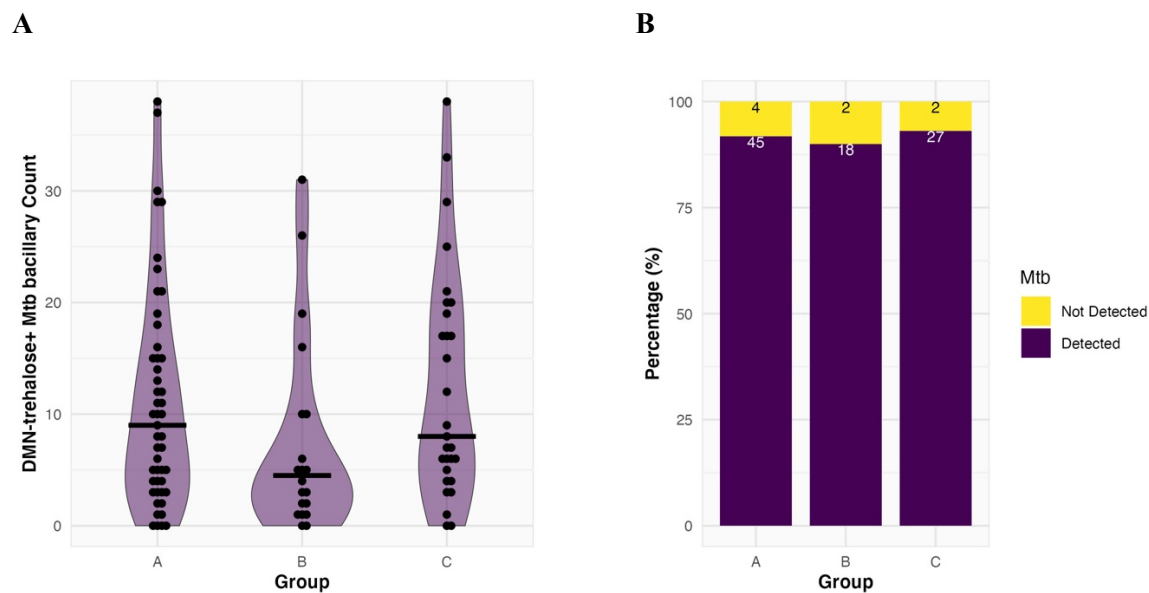 A
DMN-trehalose+ Mtb bacillary Count
30
20
10
0
A B C
Group
B
Percentage (%)
100
75
50
25
0
4 2 2
45 18 27
A B C
Group
Mtb
Not Detected
Detected